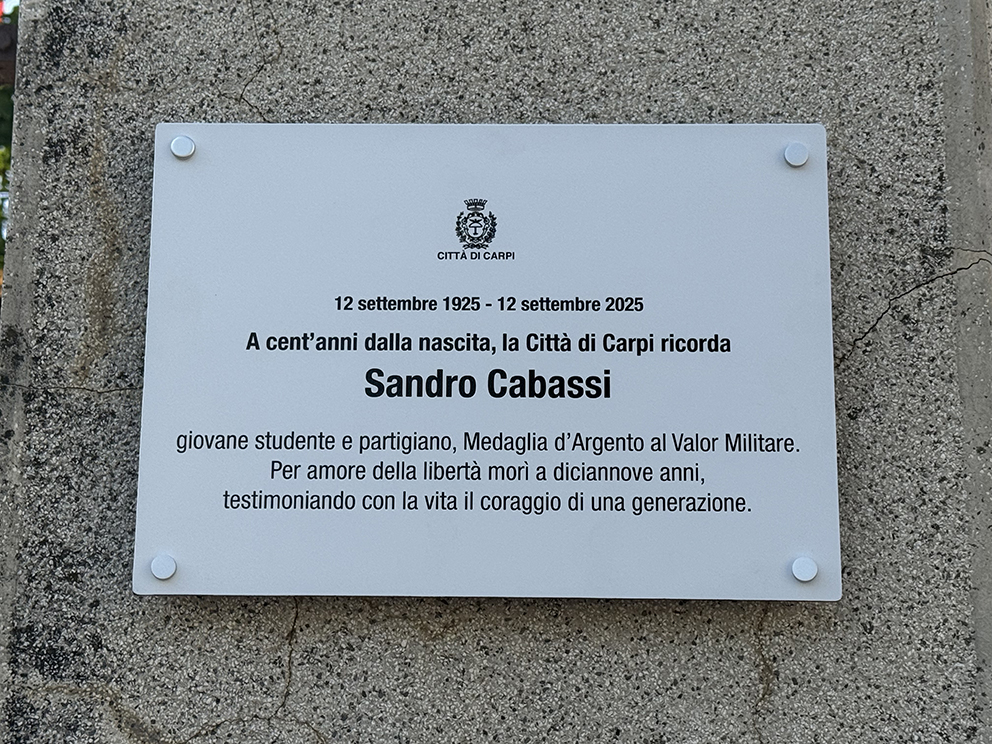 CITTÀ DI CARPI
12 settembre 1925 - 12 settembre 2025
A cent'anni dalla nascita, la Città di Carpi ricorda
Sandro Cabassi
giovane studente e partigiano, Medaglia d'Argento al Valor Militare.
Per amore della libertà morì a diciannove anni,
testimoniando con la vita il coraggio di una generazione.